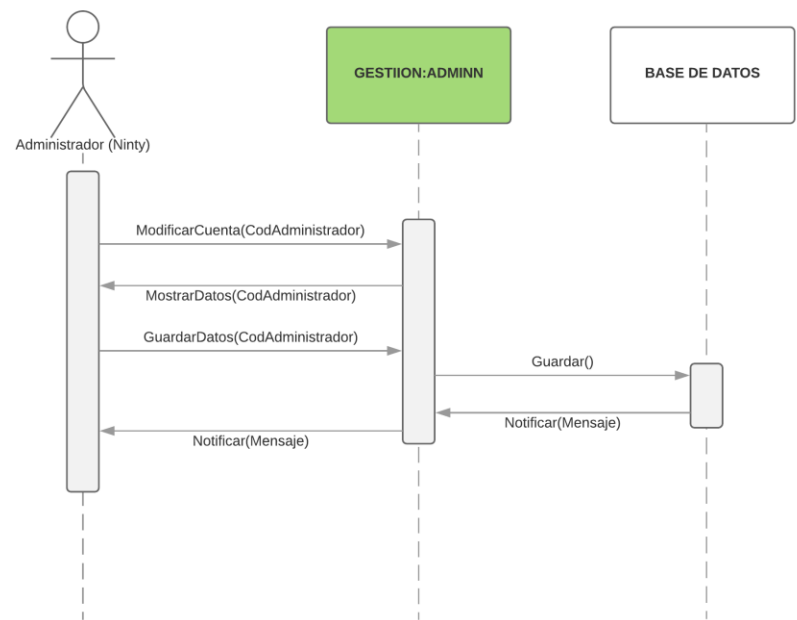 GESTIION:ADMINN
BASE DE DATOS
Administrador (Ninty)
ModificarCuenta(CodAdministrador)
MostrarDatos(CodAdministrador)
GuardarDatos(CodAdministrador)
Guardar()
Notificar(Mensaje)
Notificar(Mensaje)